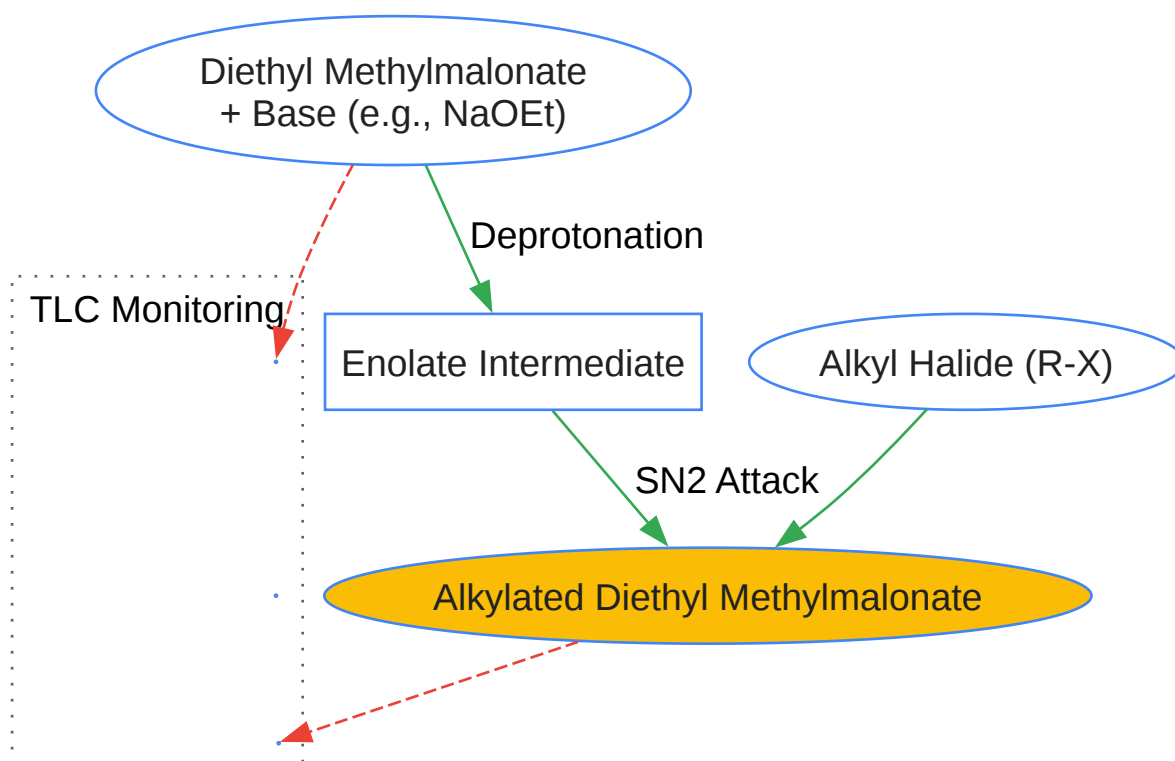 Diethyl Methylmalonate
+ Base (e.g., NaOEt)
Deprotonation
TLC Monitoring
Enolate Intermediate
Alkyl Halide (R-X)
SN2 Attack
Alkylated Diethyl Methylmalonate